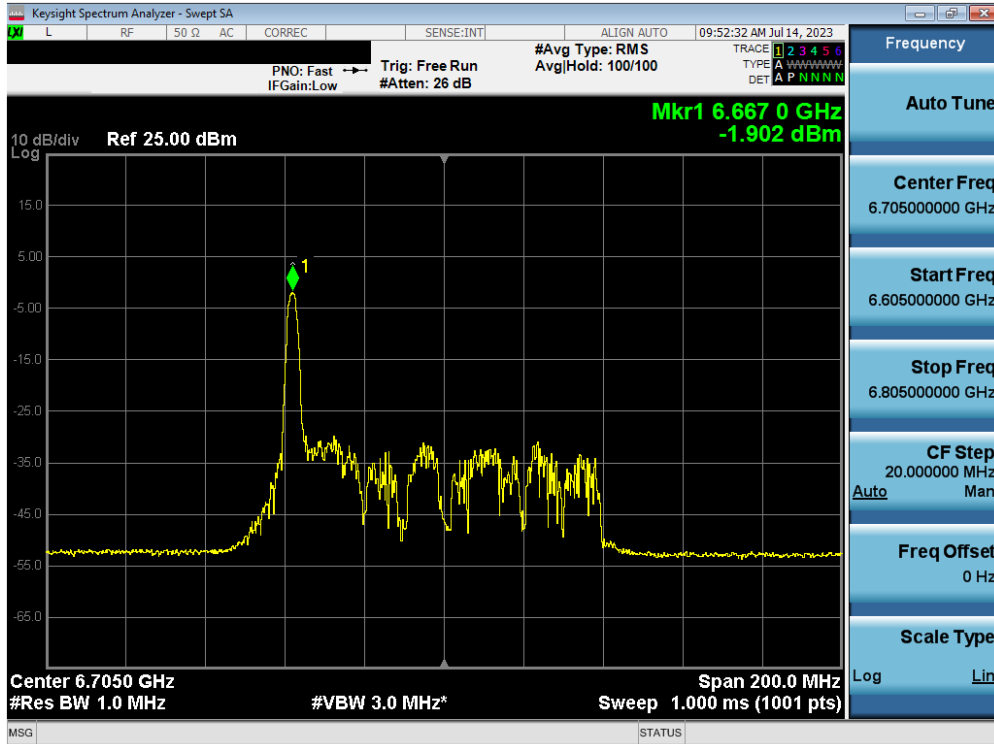 Keysight Spectrum Analyzer - Swept SA
LXI L RF 50 Ω AC CORREC SENSE:INT ALIGN AUTO 09:52:32 AM Jul 14, 2023
PNO: Fast
IFGain:Low
Trig: Free Run
#Atten: 26 dB
#Avg Type: RMS
Avg|Hold: 100/100
TRACE 1 2 3 4 5 6
TYPE A WWWWW
DET A P N N N N
Mkr1 6.667 0 GHz
-1.902 dBm
10 dB/div Ref 25.00 dBm
Log
15.0
5.00
-5.00
-15.0
-25.0
-35.0
-45.0
-55.0
-65.0
1
Center 6.7050 GHz Span 200.0 MHz
#Res BW 1.0 MHz #VBW 3.0 MHz* Sweep 1.000 ms (1001 pts)
MSG STATUS
Frequency
Auto Tune
Center Freq
6.705000000 GHz
Start Freq
6.605000000 GHz
Stop Freq
6.805000000 GHz
CF Step
20.000000 MHz
Auto Man
Freq Offset
0 Hz
Scale Type
Log Lin